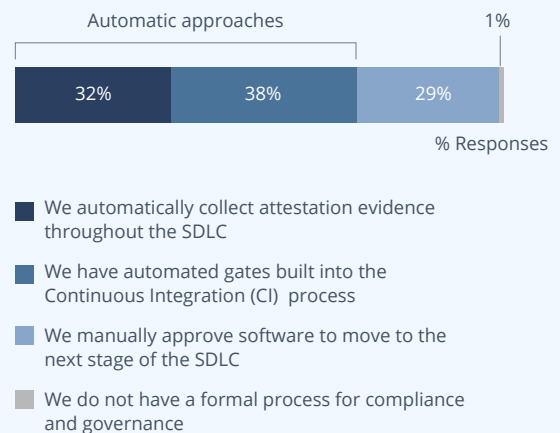 Automatic approaches
1%
32%
38%
29%
% Responses
We automatically collect attestation evidence
throughout the SDLC
We have automated gates built into the
Continuous Integration (CI) process
We manually approve software to move to the
next stage of the SDLC
We do not have a formal process for compliance
and governance